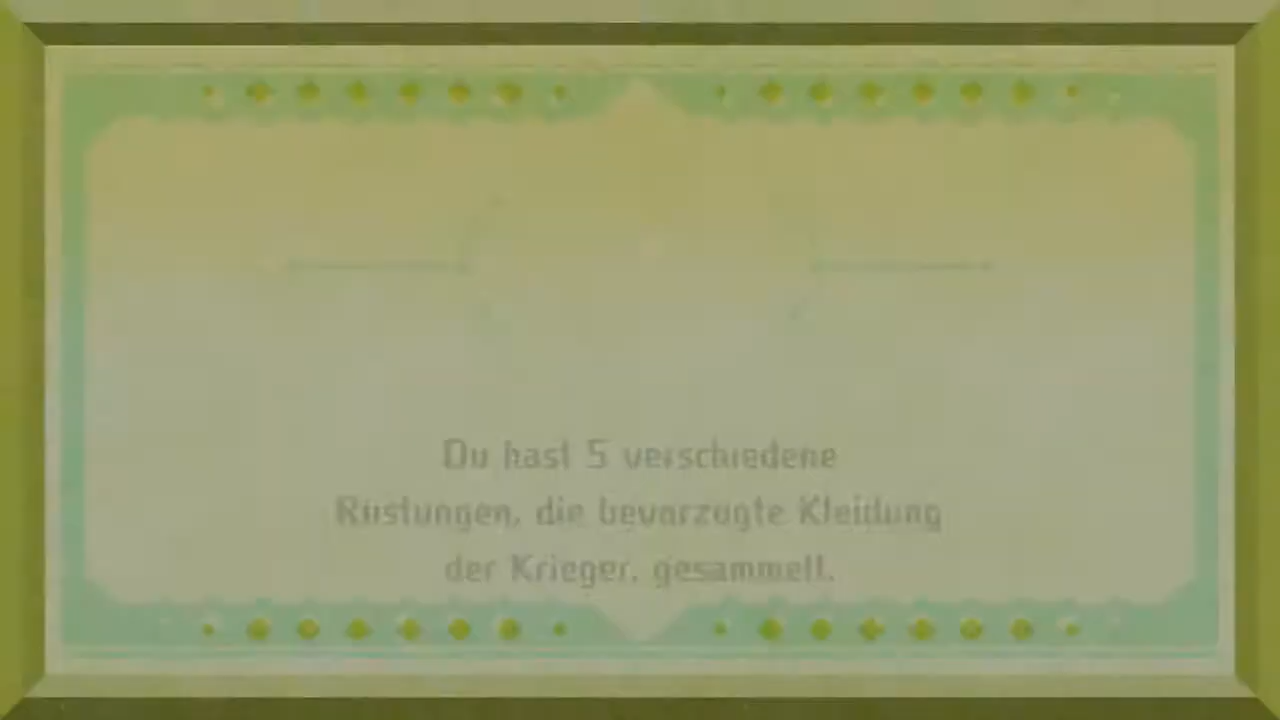 Du hast 5 verschiedene
Rüstungen, die bevorzugte Kleidung
der Krieger, gesammelt.